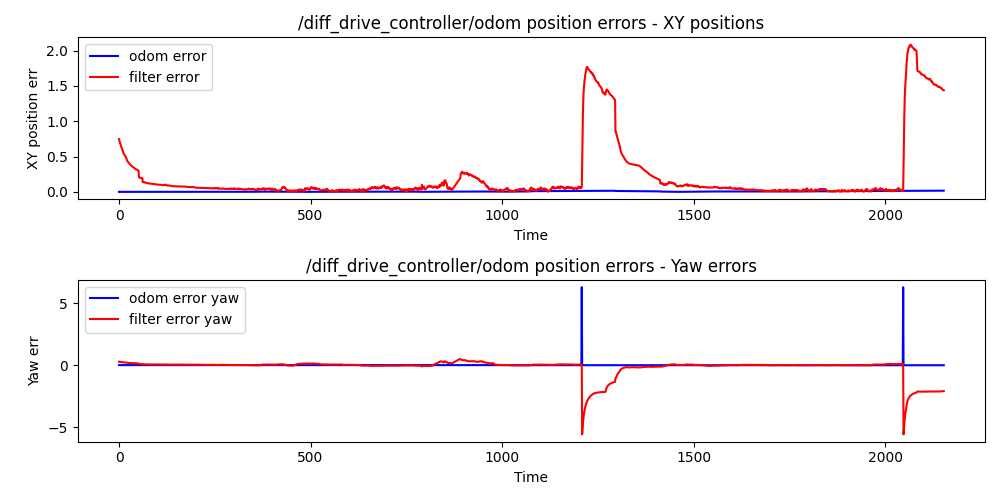 /diff_drive_controller/odom position errors - XY positions
odom error
filter error
XY position err
2.0
1.5
1.0
0.5
0.0
0 500 1000 1500 2000
Time
/diff_drive_controller/odom position errors - Yaw errors
odom error yaw
filter error yaw
Yaw err
5
0
−5
0 500 1000 1500 2000
Time